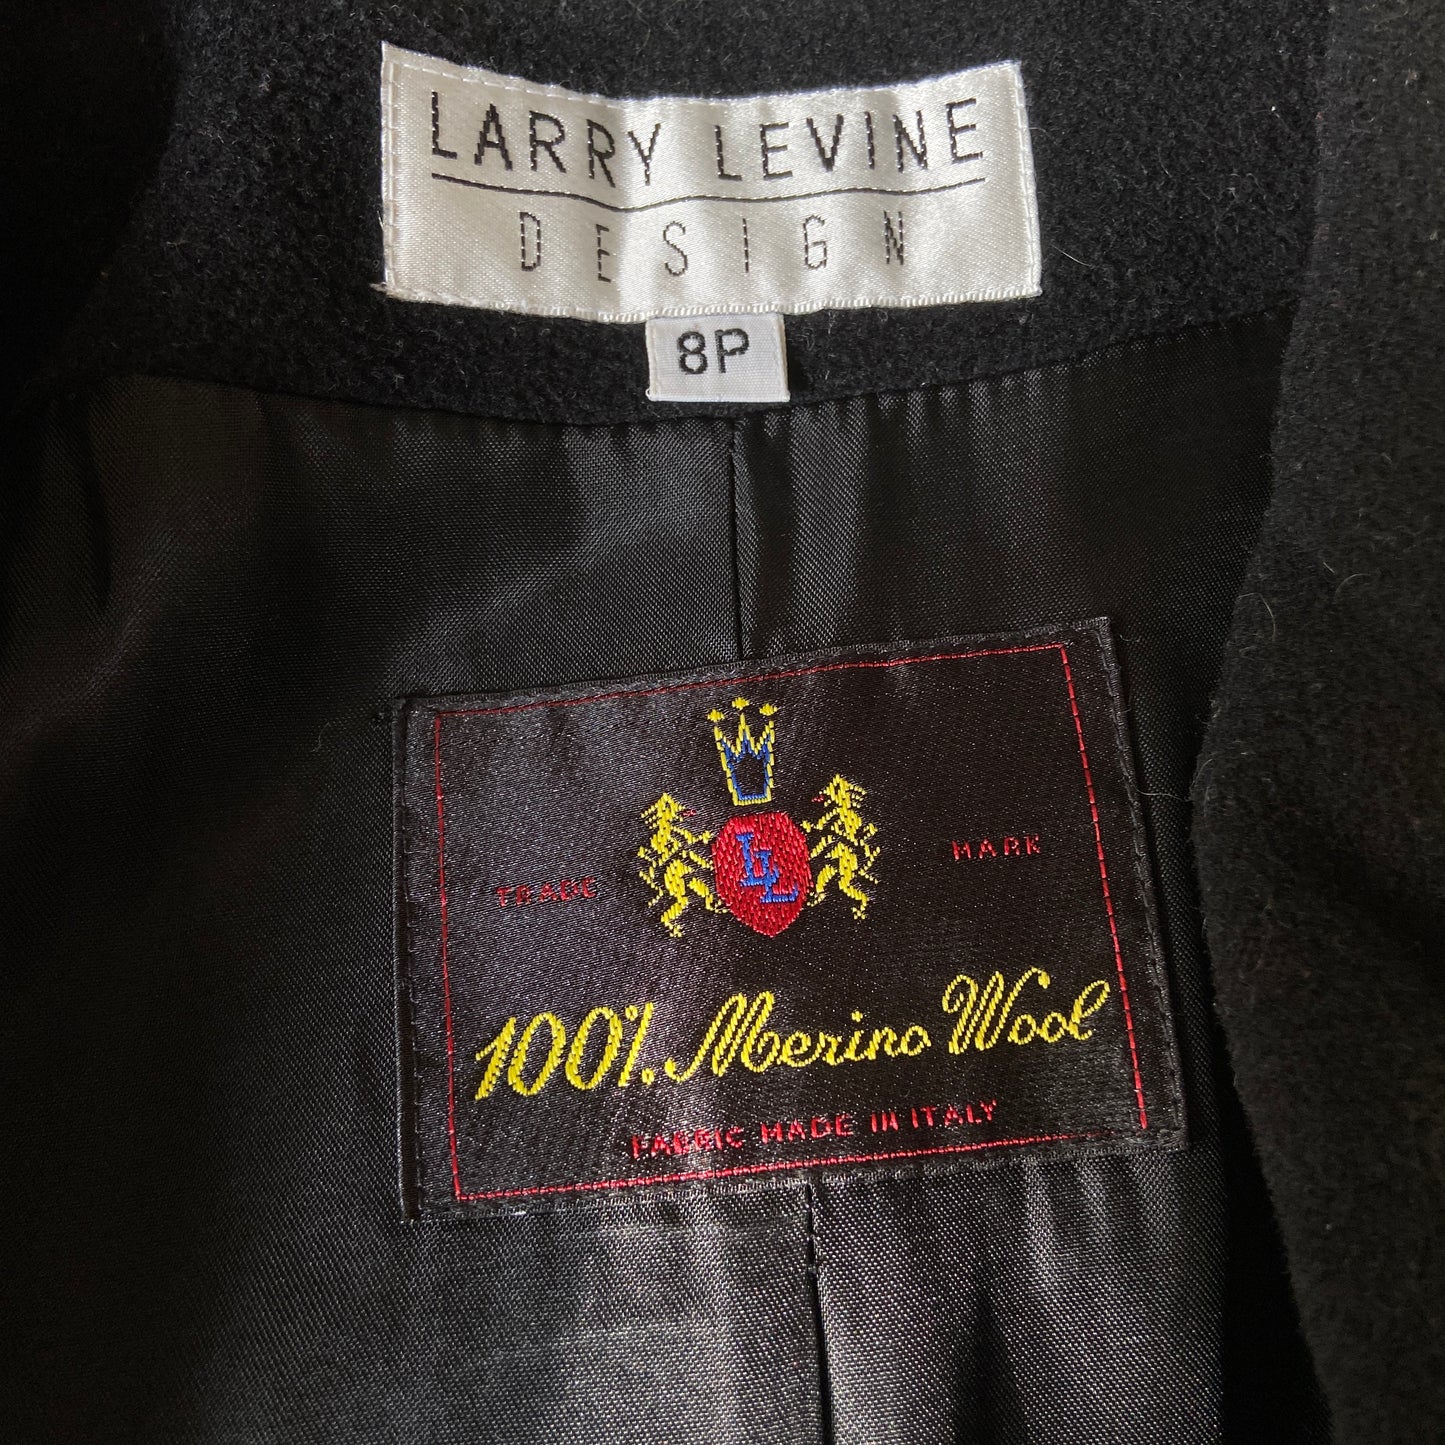 LARRY LEVINE
DESIGN
8P
LL
TRADE MARK
100% Merino Wool
FABRIC MADE IN ITALY